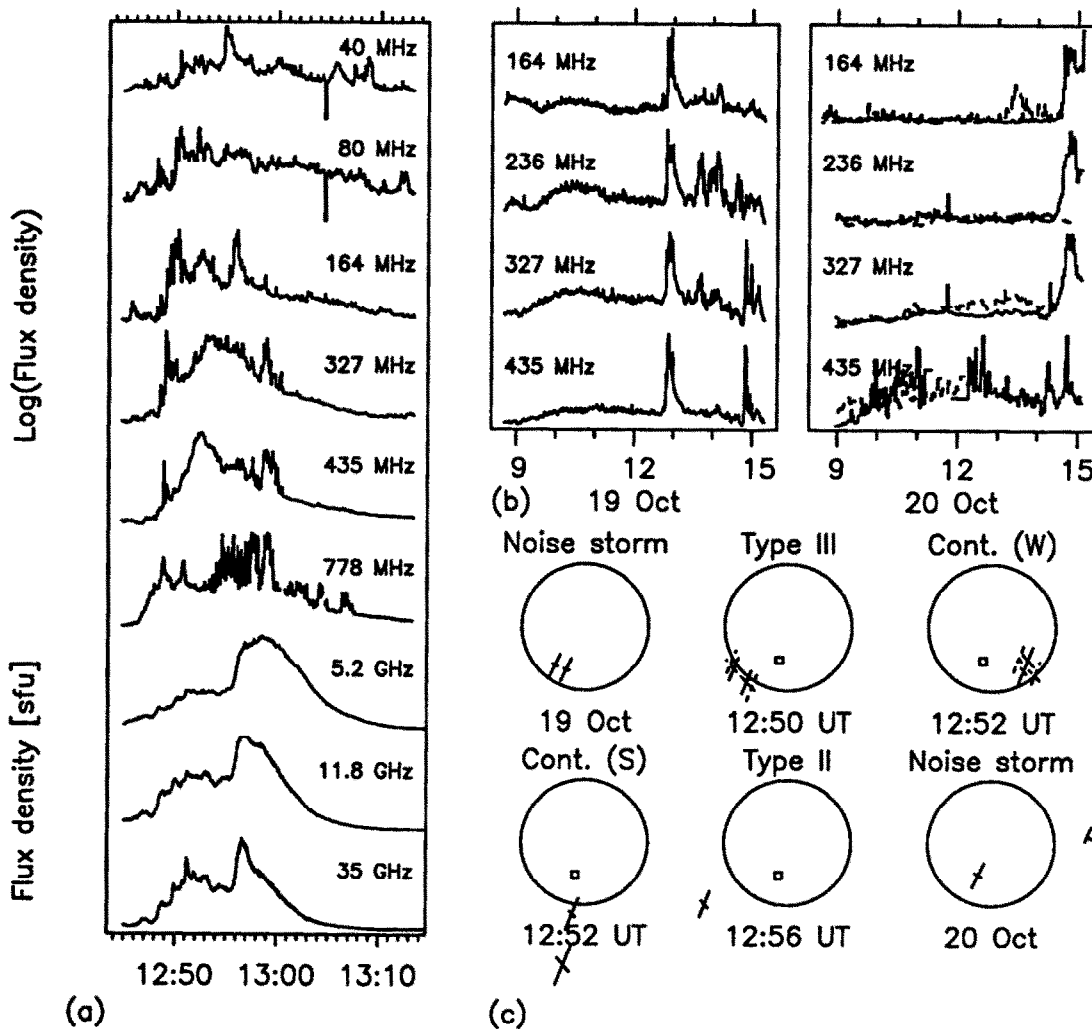 Log(Flux density)
Flux density [sfu]
40 MHz
80 MHz
164 MHz
327 MHz
435 MHz
778 MHz
5.2 GHz
11.8 GHz
35 GHz
12:50 13:00 13:10
(a)
164 MHz
236 MHz
327 MHz
435 MHz
9 12 15
19 Oct
164 MHz
236 MHz
327 MHz
435 MHz
9 12 15
20 Oct
(b)
Noise storm
19 Oct
Type III
12:50 UT
Cont. (W)
12:52 UT
Cont. (S)
12:52 UT
Type II
12:56 UT
Noise storm
20 Oct
(c)